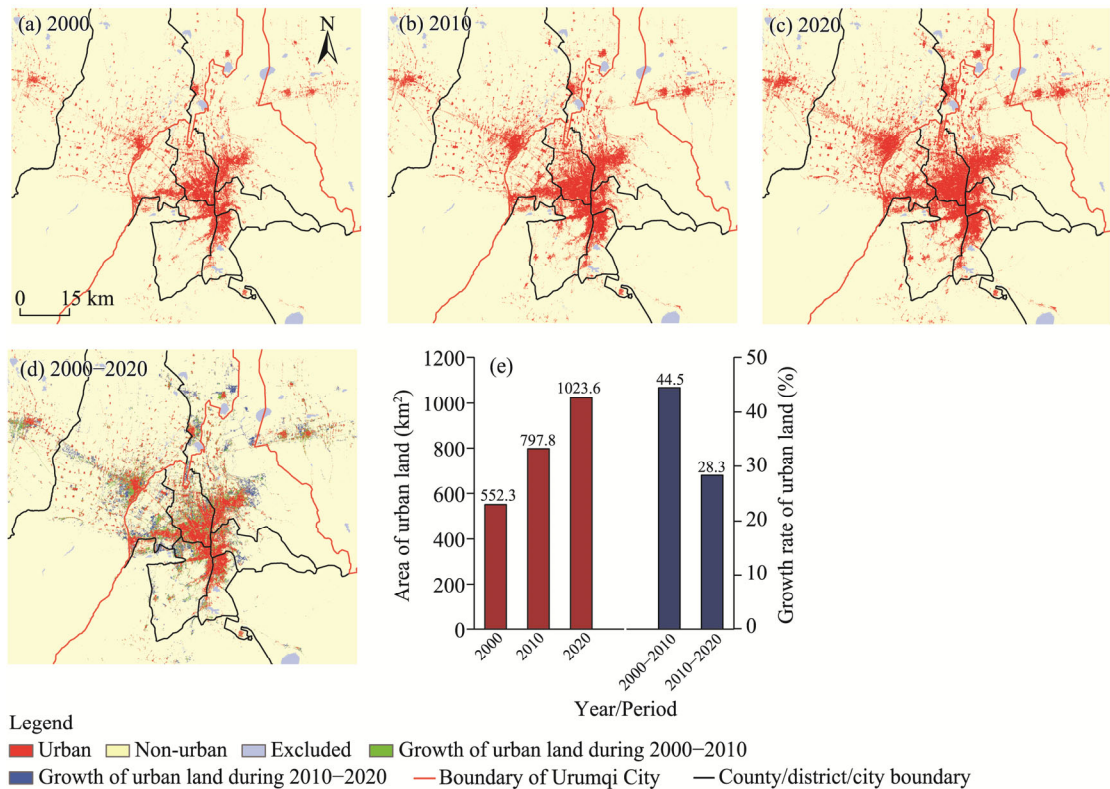 (a) 2000
N
0 15 km
(b) 2010
(c) 2020
(d) 2000−2020
(e)
Area of urban land (km²)
1200
1000
800
600
400
200
0
552.3
797.8
1023.6
44.5
28.3
50
40
30
20
10
0
Growth rate of urban land (%)
2000
2010
2020
2000−2010
2010−2020
Year/Period
Legend
Urban Non-urban Excluded Growth of urban land during 2000−2010
Growth of urban land during 2010−2020 Boundary of Urumqi City County/district/city boundary